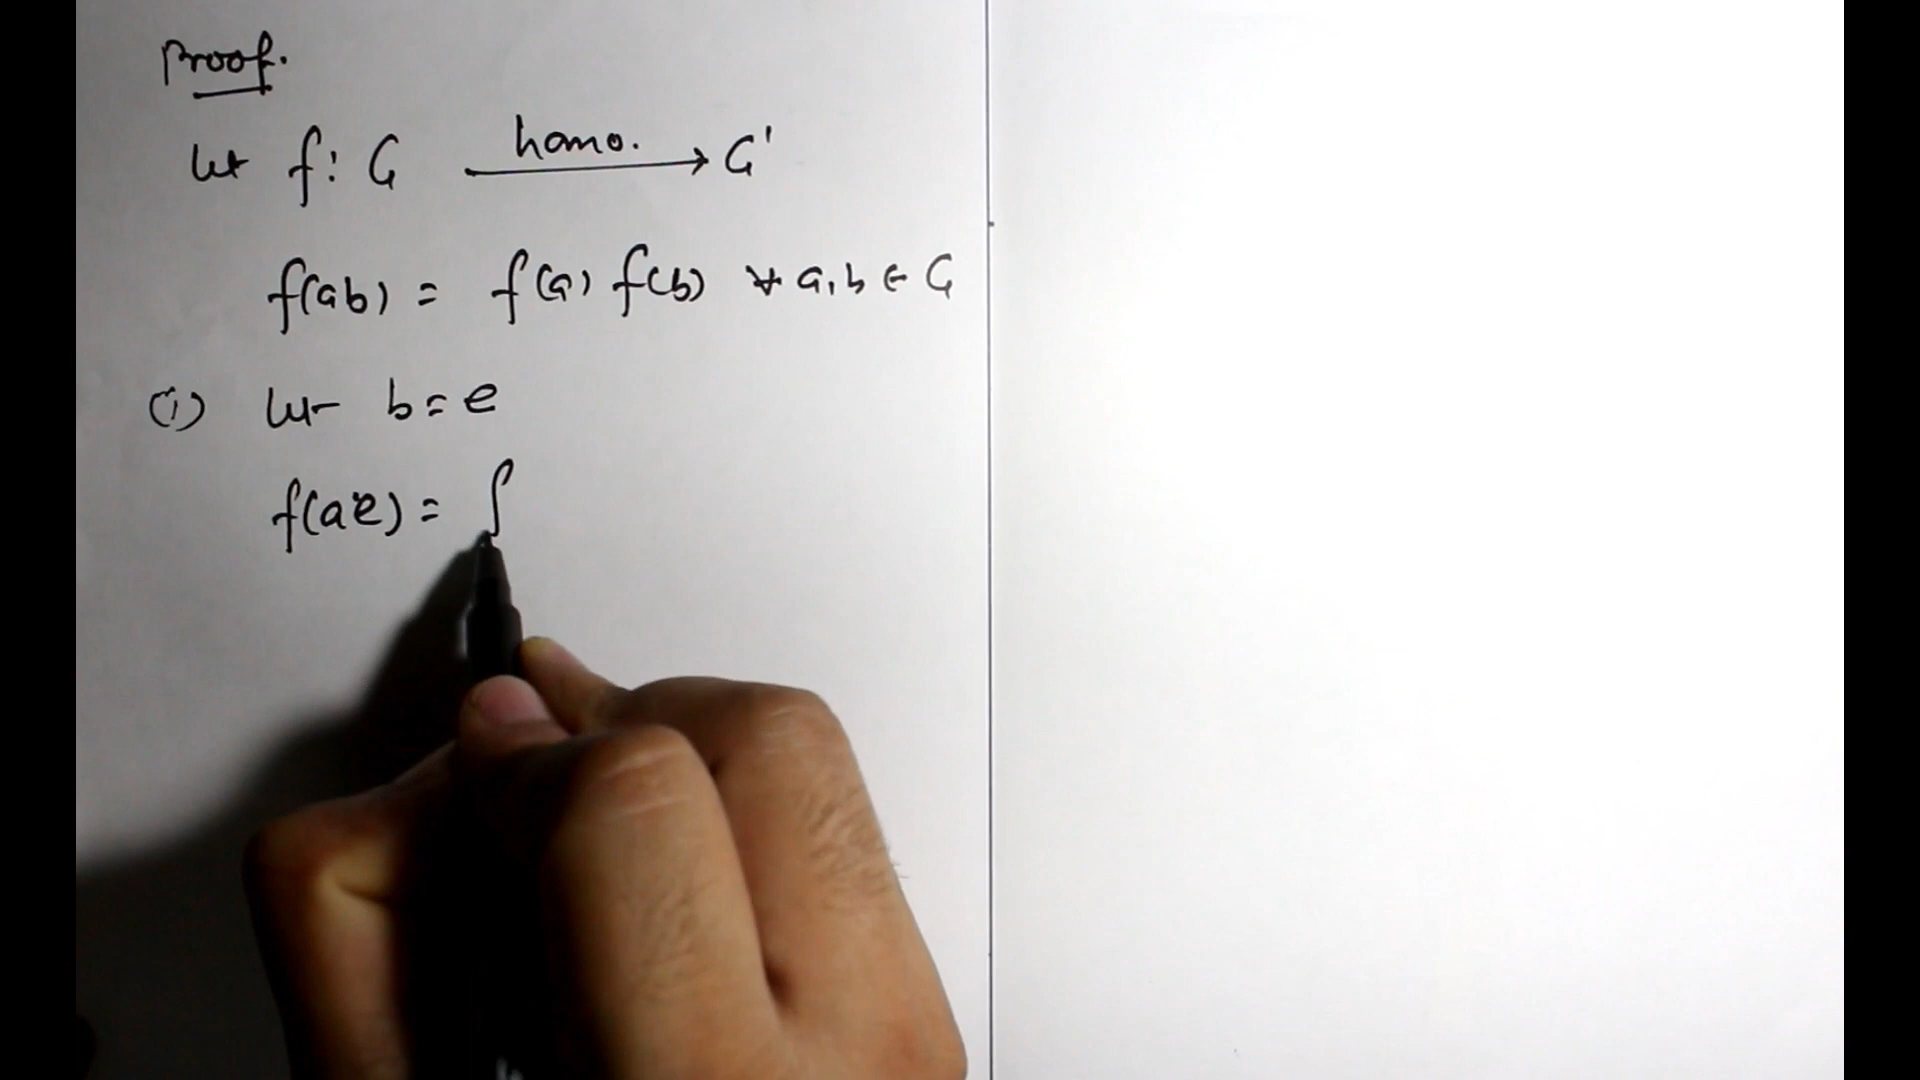 Proof.
let f: G homo. → G'
f(ab) = f(a) f(b) ∀ a,b ∈ G
(i) let b=e
f(ae) = f